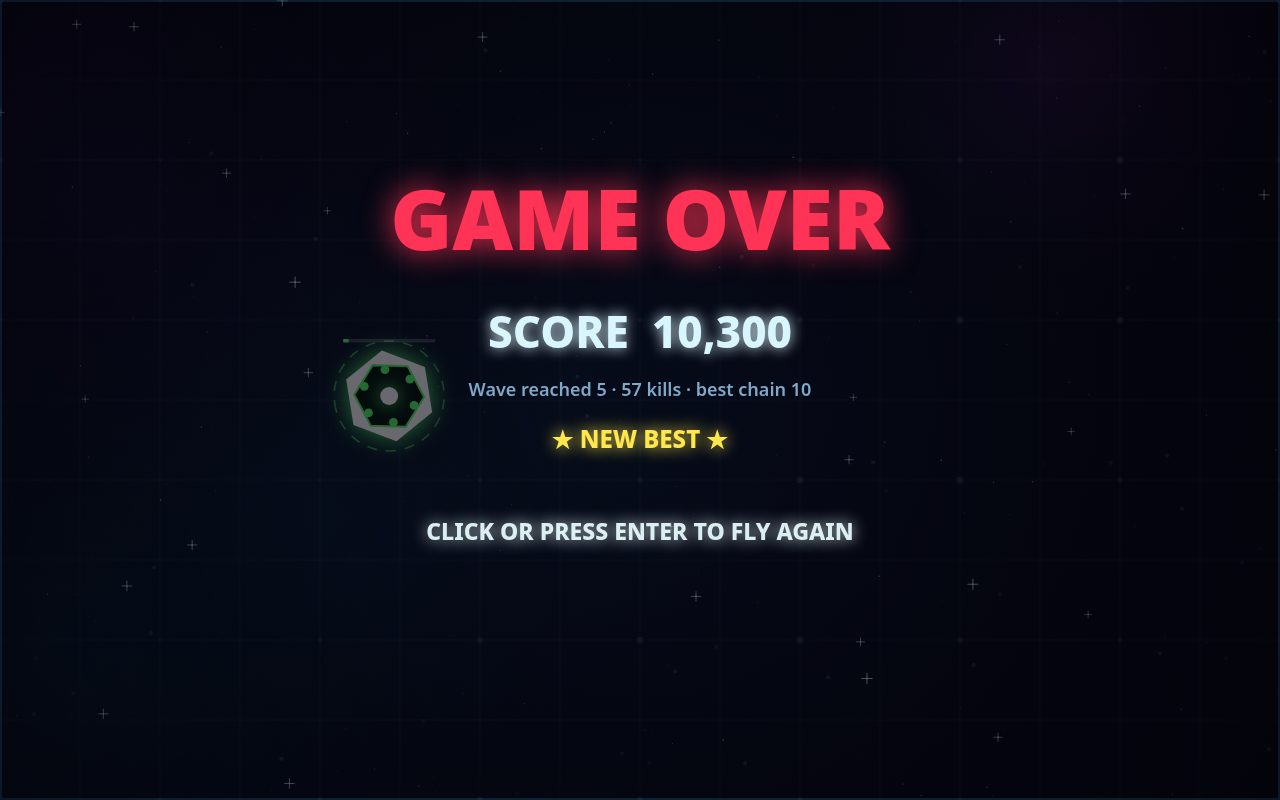 GAME OVER
SCORE 10,300
Wave reached 5 · 57 kills · best chain 10
★ NEW BEST ★
CLICK OR PRESS ENTER TO FLY AGAIN